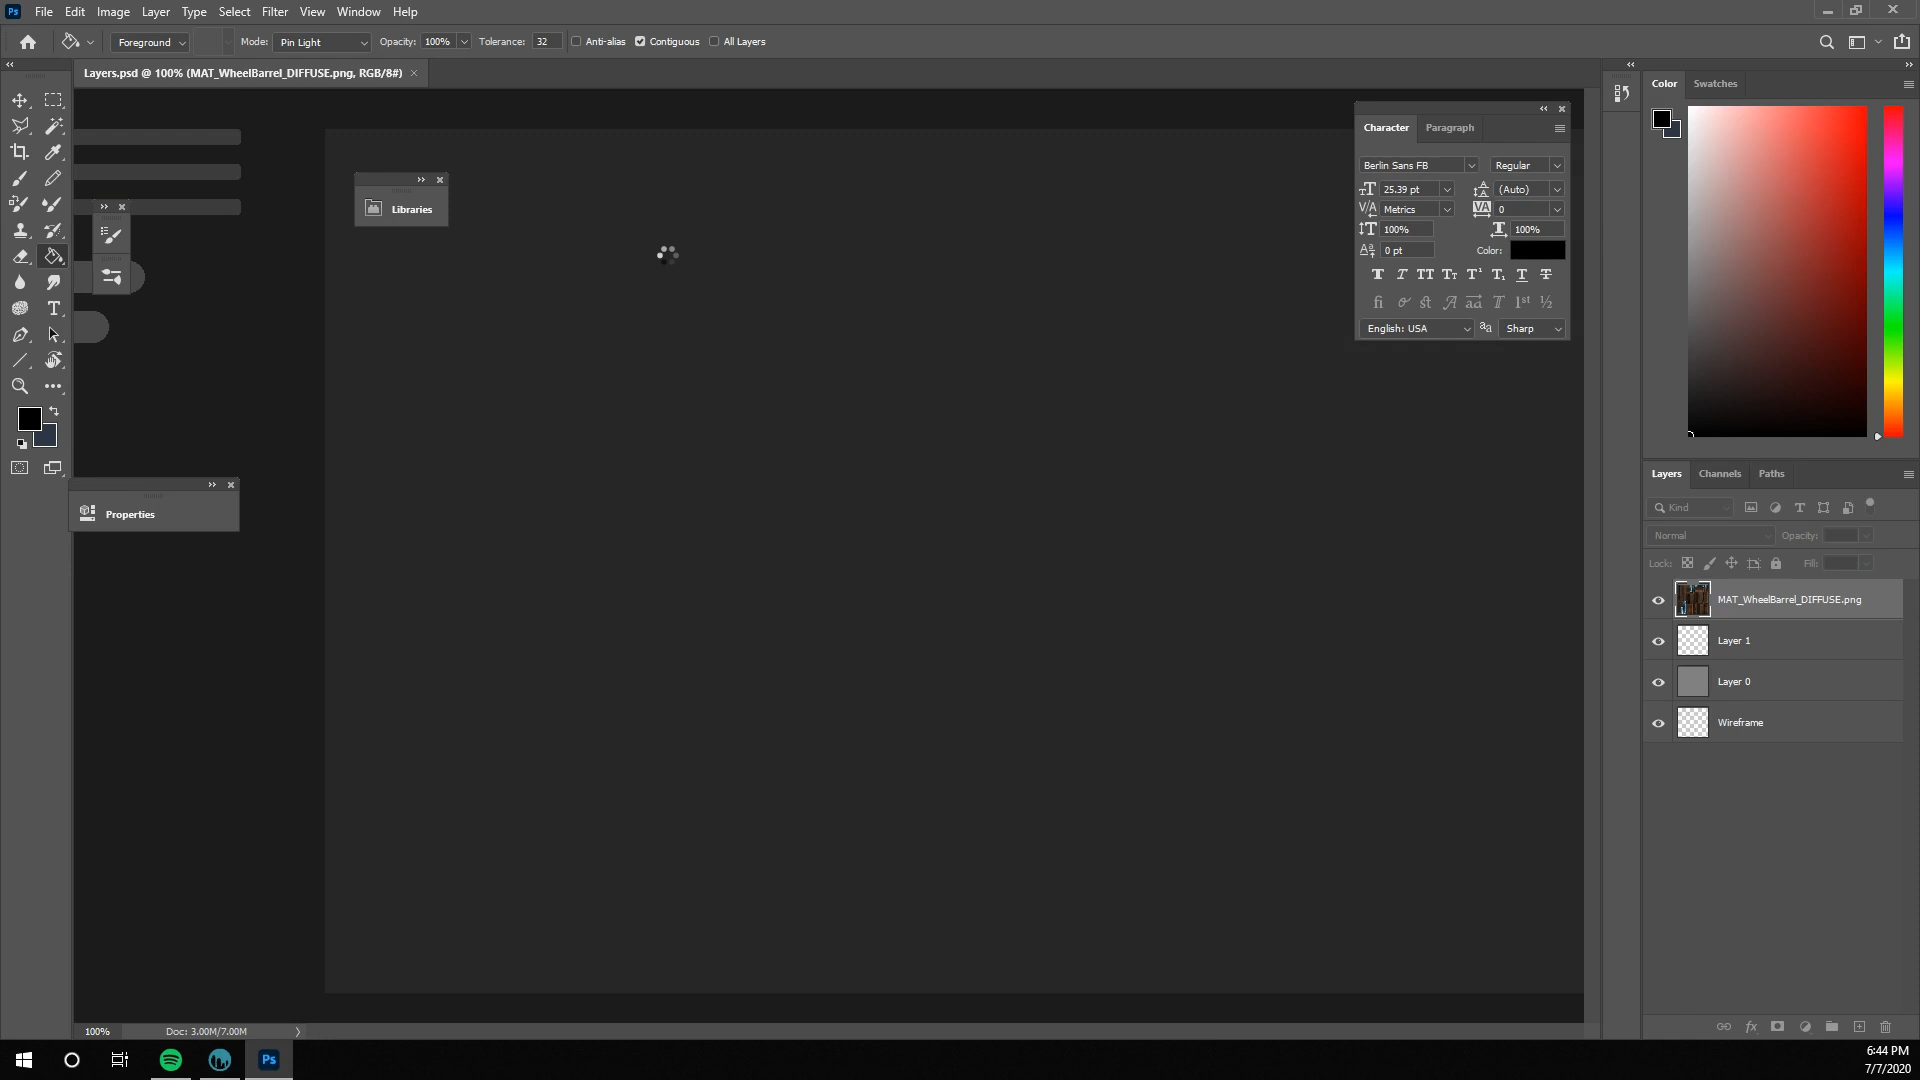 Ps File Edit Image Layer Type Select Filter View Window Help
Foreground Mode: Pin Light Opacity: 100% Tolerance: 32 Anti-alias Contiguous All Layers
Layers.psd @ 100% (MAT_WheelBarrel_DIFFUSE.png, RGB/8#) ×
Color Swatches
Character Paragraph
Berlin Sans FB Regular
25.39 pt (Auto)
Metrics 0
100% 100%
0 pt Color:
English: USA Sharp
Libraries
Properties
Layers Channels Paths
Kind
Normal Opacity:
Lock: Fill:
MAT_WheelBarrel_DIFFUSE.png
Layer 1
Layer 0
Wireframe
100% Doc: 3.00M/7.00M
Ps
6:44 PM
7/7/2020